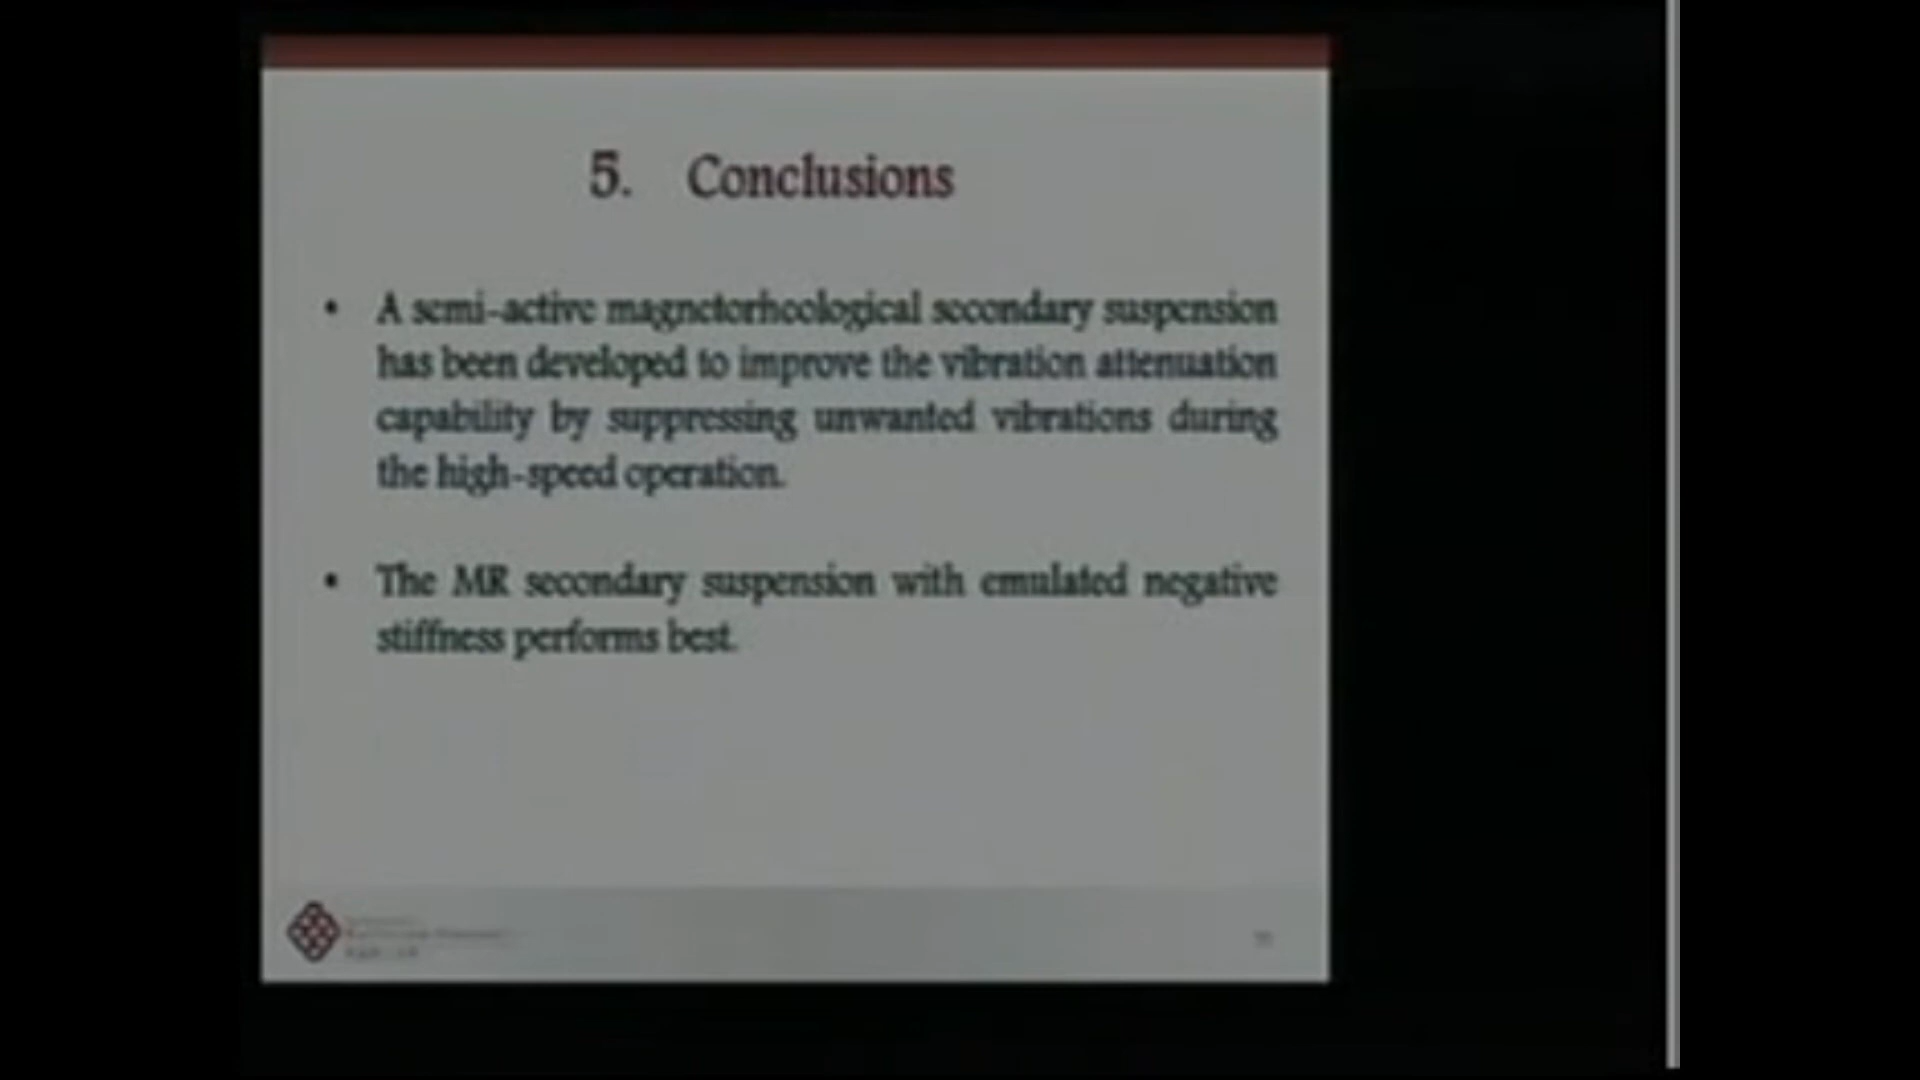 5. Conclusions
• A semi-active magnetorheological secondary suspension
has been developed to improve the vibration attenuation
capability by suppressing unwanted vibrations during
the high-speed operation.
• The MR secondary suspension with emulated negative
stiffness performs best.